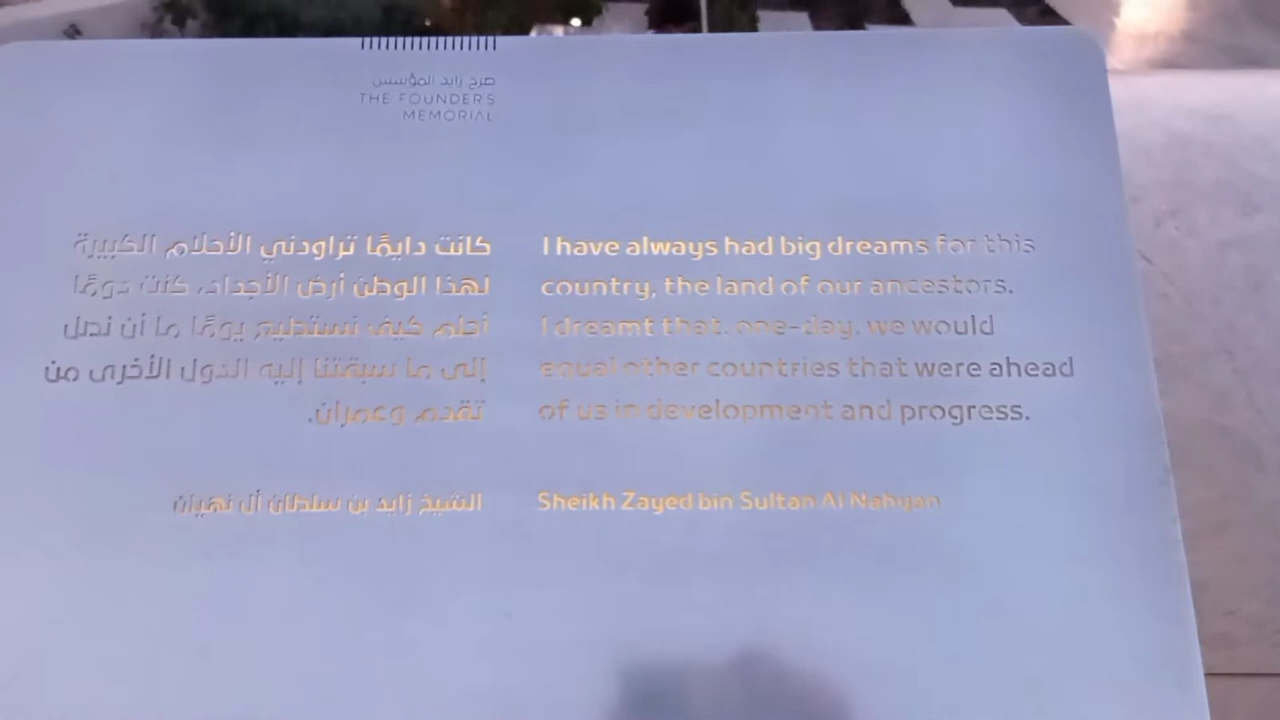 صرح زايد المؤسس
THE FOUNDER'S
MEMORIAL
كانت دايمًا تراودني الأحلام الكبيرة
لهذا الوطن أرض الأجداد، كنت دومًا
أحلم كيف نستطيع يومًا ما أن نصل
إلى ما سبقتنا إليه الدول الأخرى من
تقدم وعمران.
الشيخ زايد بن سلطان آل نهيان
I have always had big dreams for this
country, the land of our ancestors.
I dreamt that, one-day, we would
equal other countries that were ahead
of us in development and progress.
Sheikh Zayed bin Sultan Al Nahyan